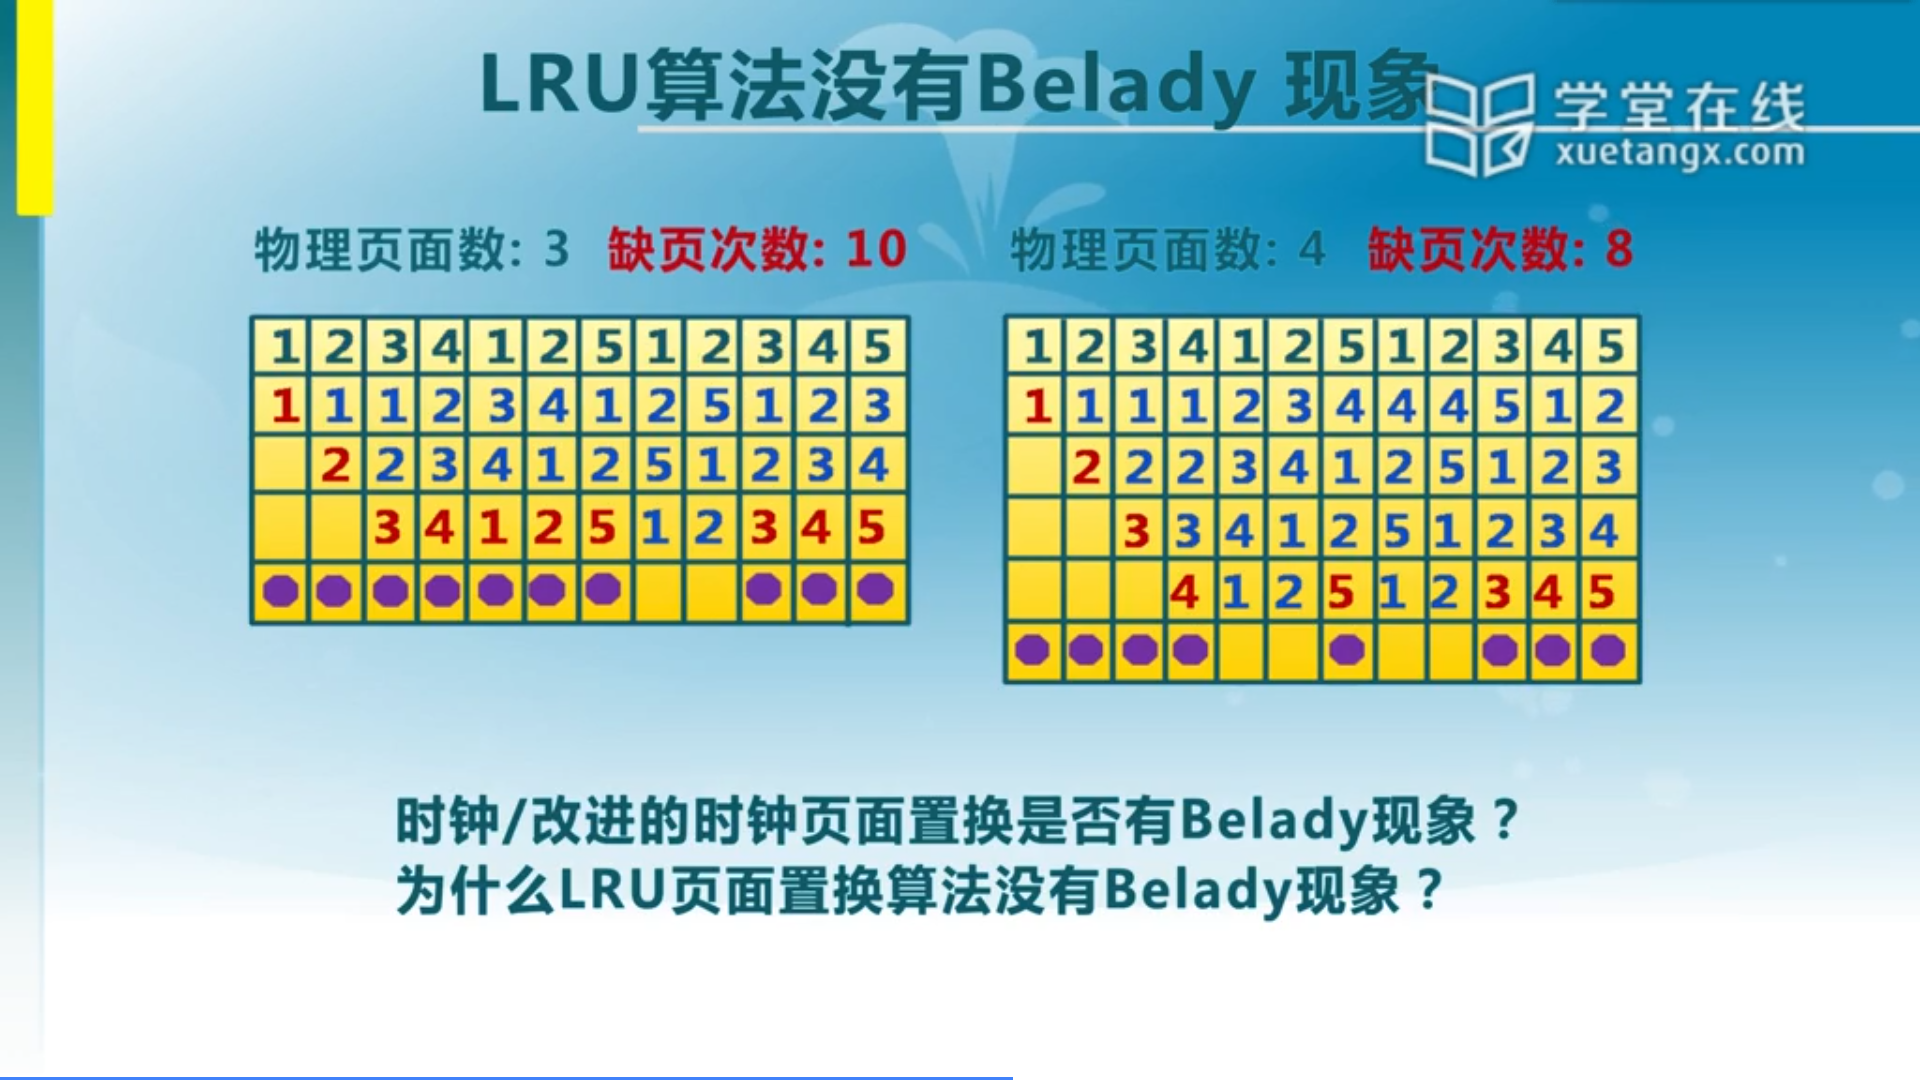 LRU算法没有Belady 现象
学堂在线
xuetangx.com
物理页面数: 3 缺页次数: 10
1 2 3 4 1 2 5 1 2 3 4 5
1 1 1 2 3 4 1 2 5 1 2 3
2 2 3 4 1 2 5 1 2 3 4
3 4 1 2 5 1 2 3 4 5
物理页面数: 4 缺页次数: 8
1 2 3 4 1 2 5 1 2 3 4 5
1 1 1 1 2 3 4 4 4 5 1 2
2 2 2 3 4 1 2 5 1 2 3
3 3 4 1 2 5 1 2 3 4
4 1 2 5 1 2 3 4 5
时钟/改进的时钟页面置换是否有Belady现象？
为什么LRU页面置换算法没有Belady现象？